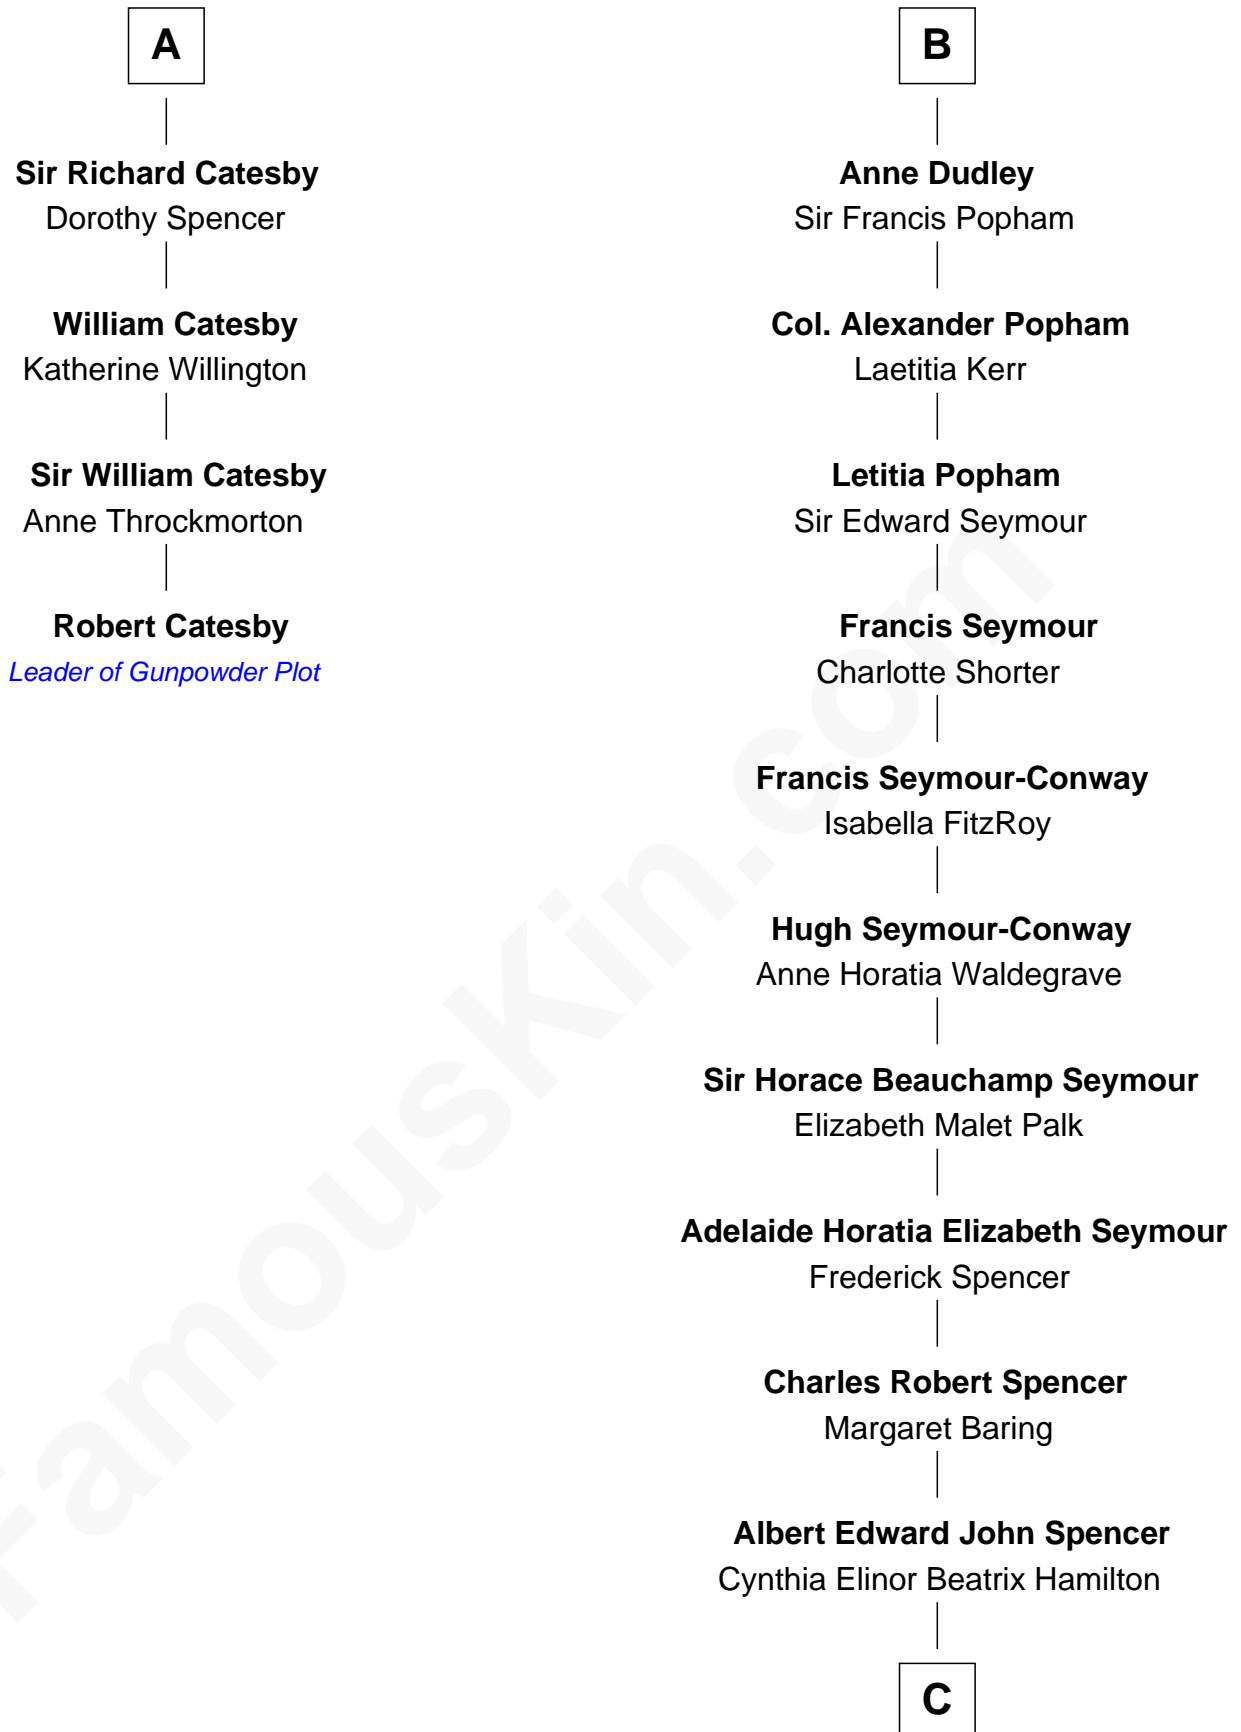 A
Sir Richard Catesby
Dorothy Spencer
William Catesby
Katherine Willington
Sir William Catesby
Anne Throckmorton
Robert Catesby
Leader of Gunpowder Plot
B
Anne Dudley
Sir Francis Popham
Col. Alexander Popham
Laetitia Kerr
Letitia Popham
Sir Edward Seymour
Francis Seymour
Charlotte Shorter
Francis Seymour-Conway
Isabella FitzRoy
Hugh Seymour-Conway
Anne Horatia Waldegrave
Sir Horace Beauchamp Seymour
Elizabeth Malet Palk
Adelaide Horatia Elizabeth Seymour
Frederick Spencer
Charles Robert Spencer
Margaret Baring
Albert Edward John Spencer
Cynthia Elinor Beatrix Hamilton
C
FamousKin.com